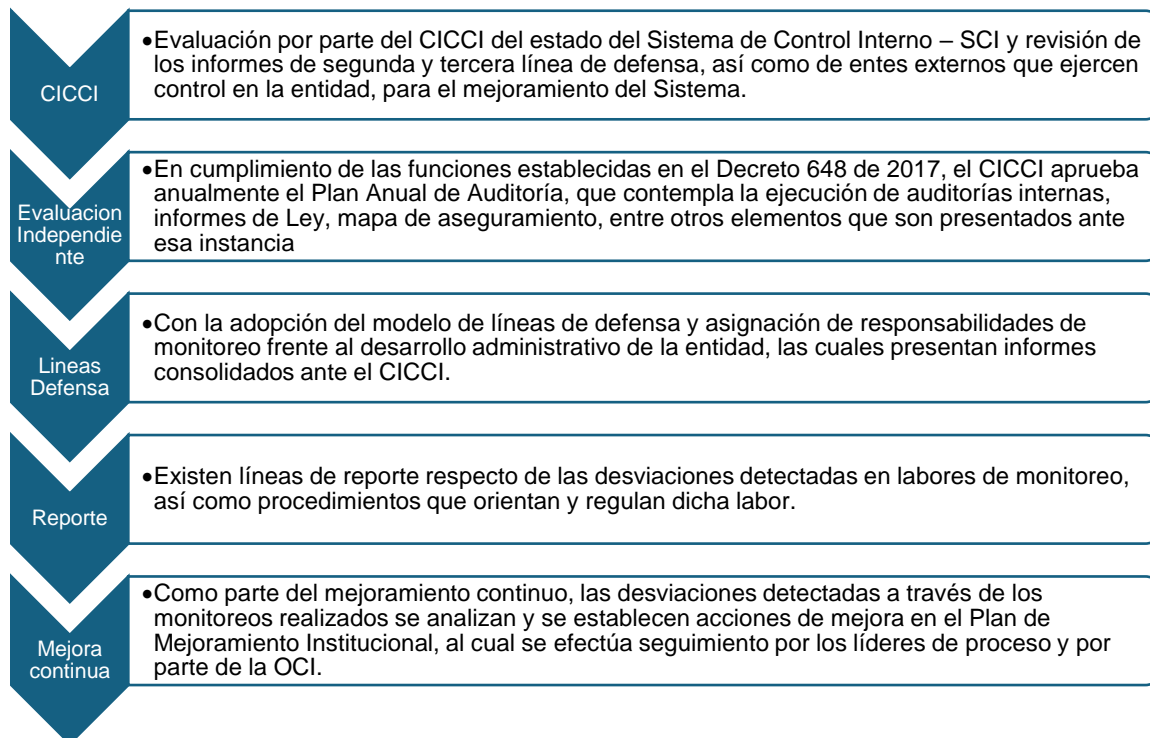 CICCI
•Evaluación por parte del CICCI del estado del Sistema de Control Interno – SCI y revisión de
los informes de segunda y tercera línea de defensa, así como de entes externos que ejercen
control en la entidad, para el mejoramiento del Sistema.
Evaluacion
Independie
nte
•En cumplimiento de las funciones establecidas en el Decreto 648 de 2017, el CICCI aprueba
anualmente el Plan Anual de Auditoría, que contempla la ejecución de auditorías internas,
informes de Ley, mapa de aseguramiento, entre otros elementos que son presentados ante
esa instancia
Lineas
Defensa
•Con la adopción del modelo de líneas de defensa y asignación de responsabilidades de
monitoreo frente al desarrollo administrativo de la entidad, las cuales presentan informes
consolidados ante el CICCI.
Reporte
•Existen líneas de reporte respecto de las desviaciones detectadas en labores de monitoreo,
así como procedimientos que orientan y regulan dicha labor.
Mejora
continua
•Como parte del mejoramiento continuo, las desviaciones detectadas a través de los
monitoreos realizados se analizan y se establecen acciones de mejora en el Plan de
Mejoramiento Institucional, al cual se efectúa seguimiento por los líderes de proceso y por
parte de la OCI.